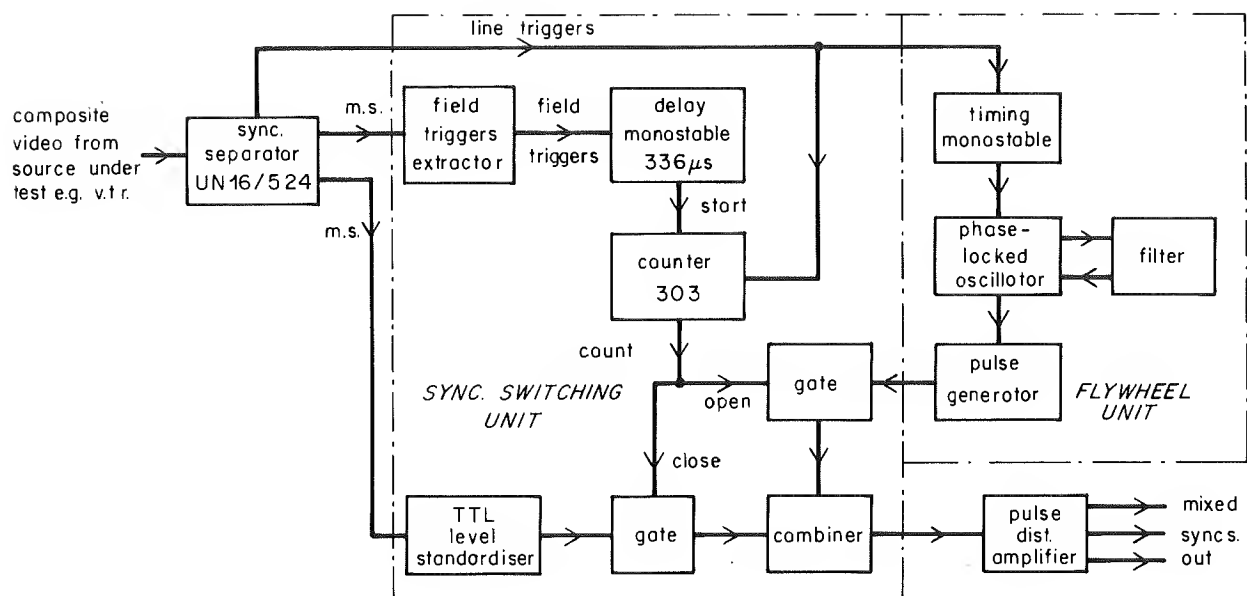 line triggers
composite
video from
source under
test e.g. v.t.r.
sync.
separator
UN16/524
m.s.
m.s.
field
triggers
extractor
field
triggers
delay
monostable
336μs
start
counter
303
count
open
close
SYNC. SWITCHING
UNIT
gate
timing
monostable
phase-
locked
oscillator
filter
pulse
generator
FLYWHEEL
UNIT
TTL
level
standardiser
gate
combiner
pulse
dist.
amplifier
mixed
syncs.
out